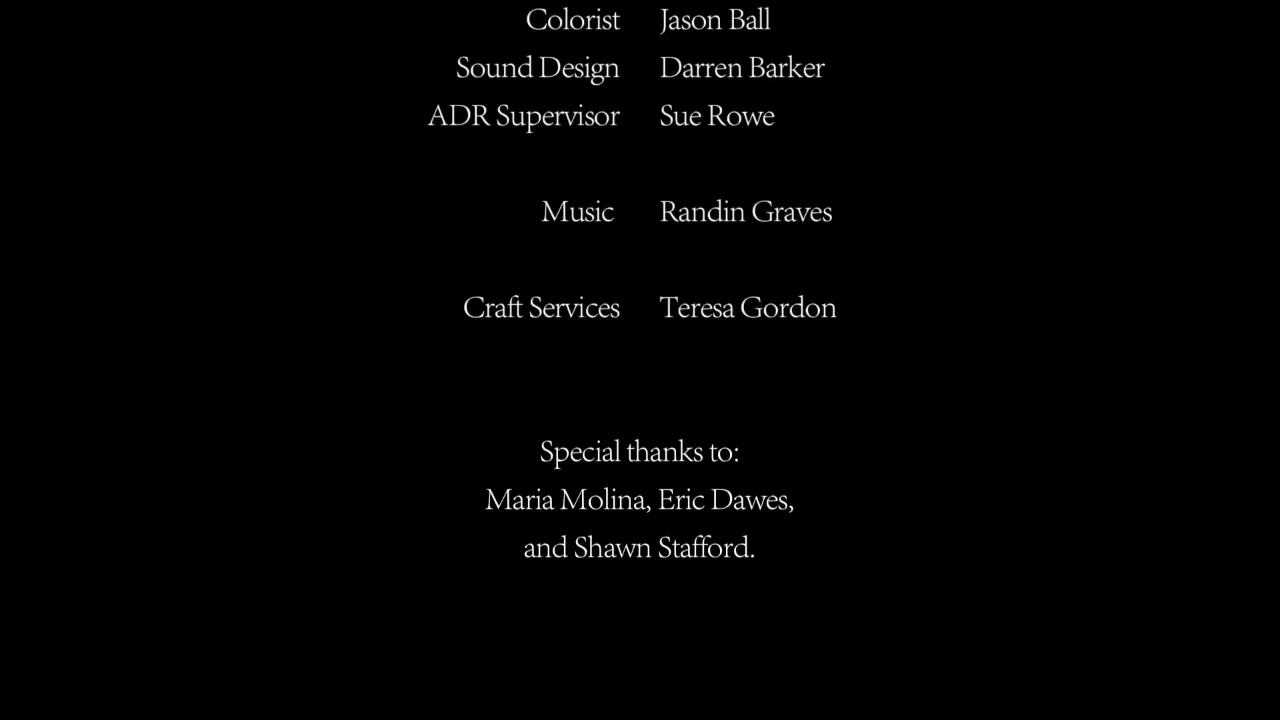 Colorist Jason Ball
Sound Design Darren Barker
ADR Supervisor Sue Rowe
Music Randin Graves
Craft Services Teresa Gordon
Special thanks to:
Maria Molina, Eric Dawes,
and Shawn Stafford.